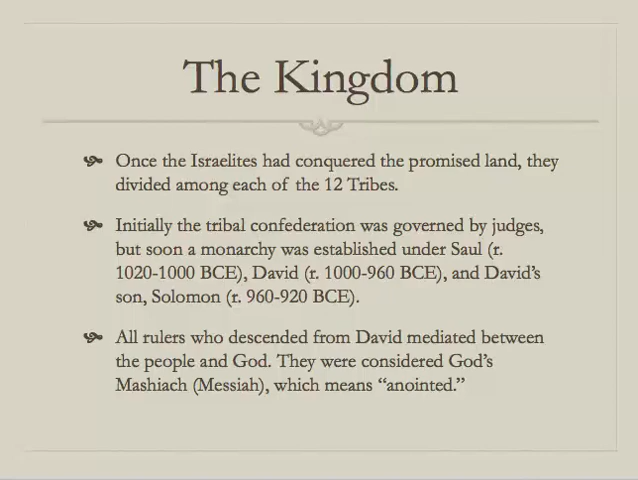 The Kingdom
Once the Israelites had conquered the promised land, they
divided among each of the 12 Tribes.
Initially the tribal confederation was governed by judges,
but soon a monarchy was established under Saul (r.
1020-1000 BCE), David (r. 1000-960 BCE), and David's
son, Solomon (r. 960-920 BCE).
All rulers who descended from David mediated between
the people and God. They were considered God's
Mashiach (Messiah), which means “anointed.”